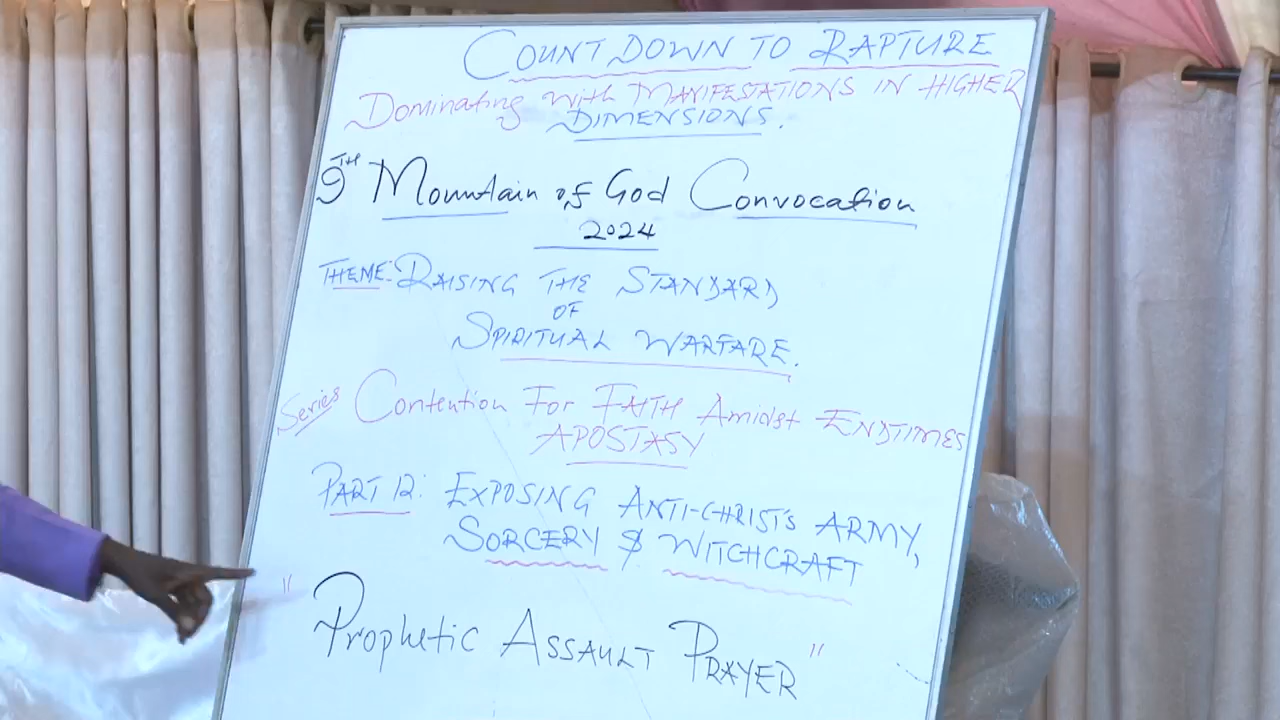 COUNTDOWN TO RAPTURE
Dominating with MANIFESTATIONS IN HIGHER
DIMENSIONS.
9TH Mountain of God Convocation
2024
THEME: RAISING THE STANDARD
OF
SPIRITUAL WARFARE.
Series Contention For FAITH Amidst ENDTIMES
APOSTASY
PART 12: EXPOSING ANTI-CHRIST'S ARMY,
SORCERY & WITCHCRAFT
" Prophetic ASSAULT PRAYER "